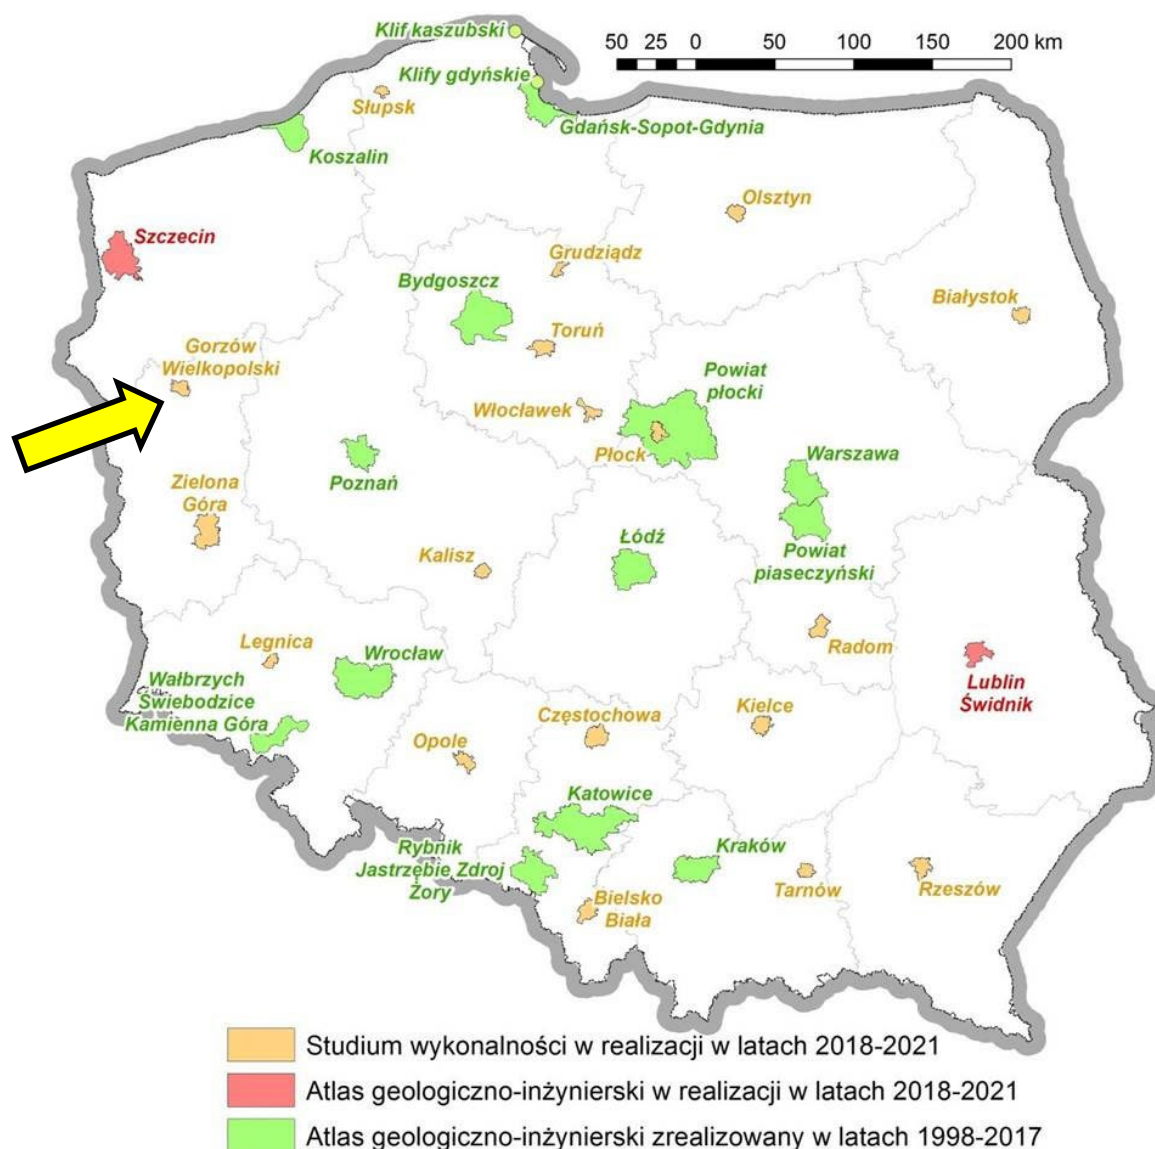 Klif kaszubski
50 25 0 50 100 150 200 km
Klify gdyńskie
Słupsk
Gdańsk-Sopot-Gdynia
Koszalin
Olsztyn
Szczecin
Grudziądz
Bydgoszcz
Białystok
Toruń
Gorzów
Wielkopolski
Powiat
płocki
Włocławek
Płock
Warszawa
Poznań
Zielona
Góra
Łódź
Powiat
piaseczyński
Kalisz
Legnica
Wrocław
Radom
Wałbrzych
Świebodzice
Kamienna Góra
Lublin
Świdnik
Częstochowa
Kielce
Opole
Katowice
Rybnik
Jastrzębie Zdroj
Żory
Kraków
Tarnów
Rzeszów
Bielsko
Biała
Studium wykonalności w realizacji w latach 2018-2021
Atlas geologiczno-inżynierski w realizacji w latach 2018-2021
Atlas geologiczno-inżynierski zrealizowany w latach 1998-2017